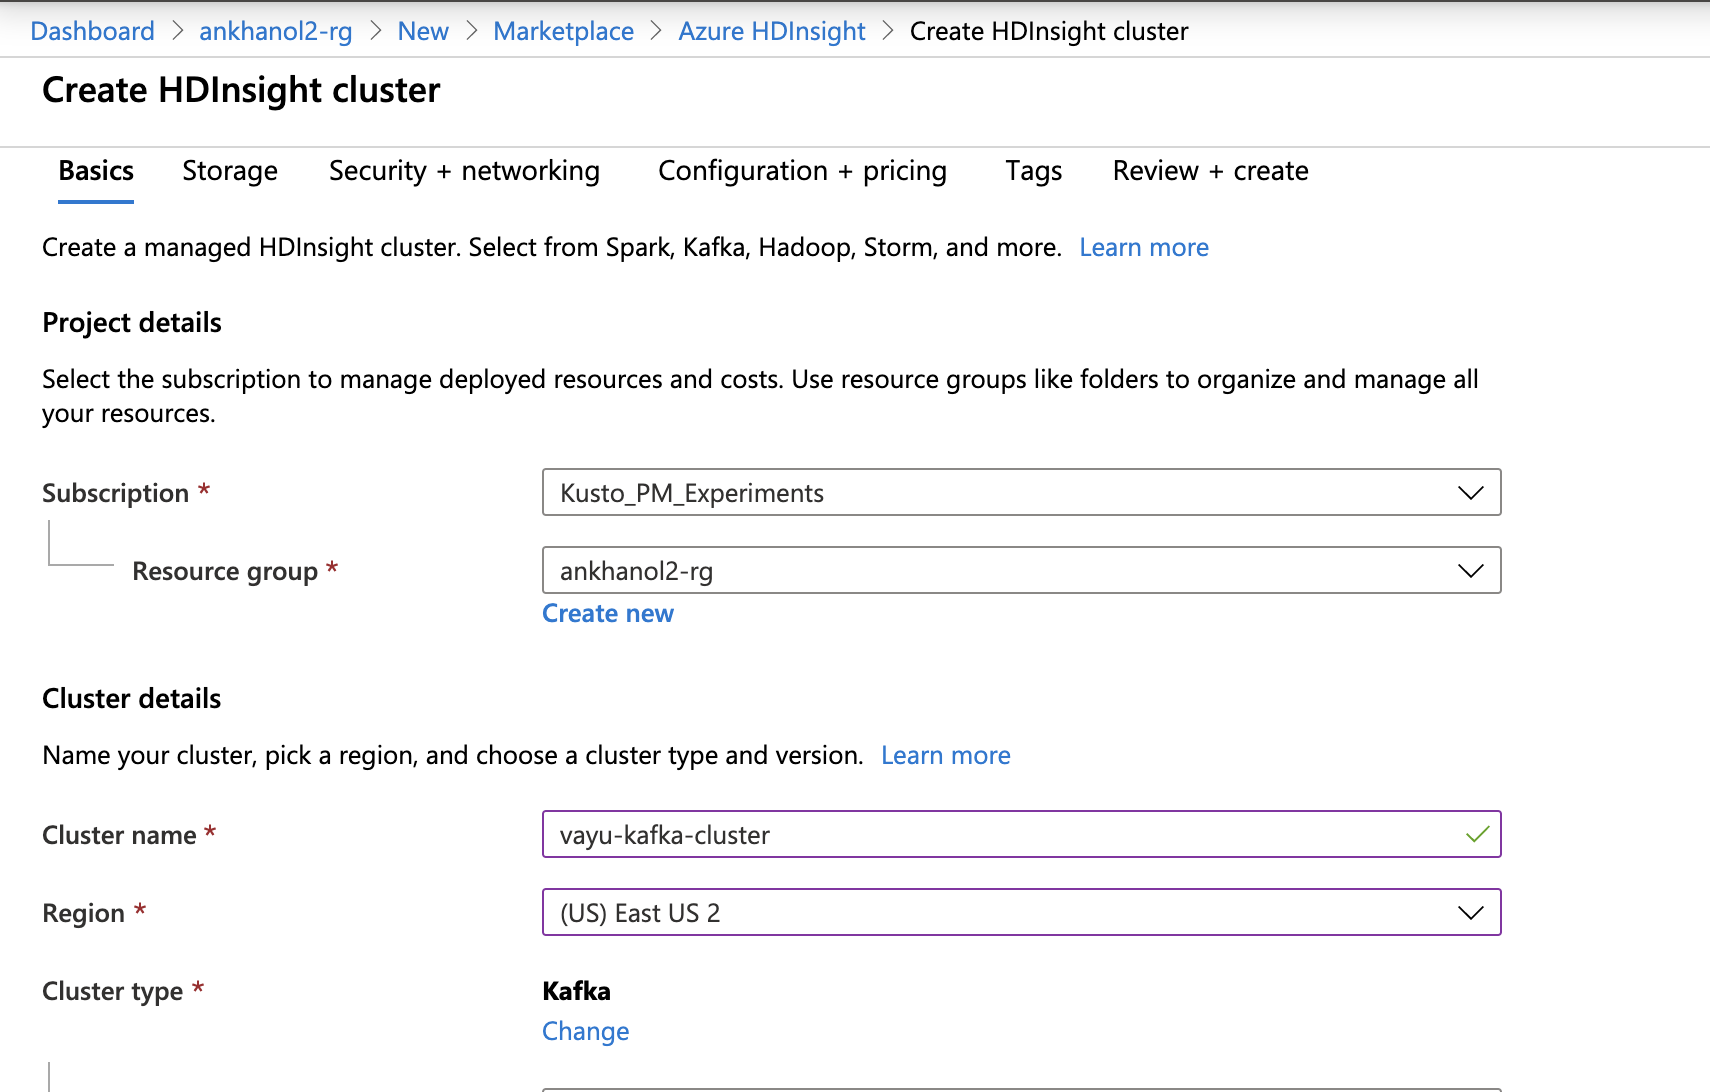 Dashboard > ankhanol2-rg > New > Marketplace > Azure HDInsight > Create HDInsight cluster
Create HDInsight cluster
Basics Storage Security + networking Configuration + pricing Tags Review + create
Create a managed HDInsight cluster. Select from Spark, Kafka, Hadoop, Storm, and more. Learn more
Project details
Select the subscription to manage deployed resources and costs. Use resource groups like folders to organize and manage all
your resources.
Subscription * Kusto_PM_Experiments
Resource group * ankhanol2-rg
Create new
Cluster details
Name your cluster, pick a region, and choose a cluster type and version. Learn more
Cluster name * vayu-kafka-cluster
Region * (US) East US 2
Cluster type * Kafka
Change